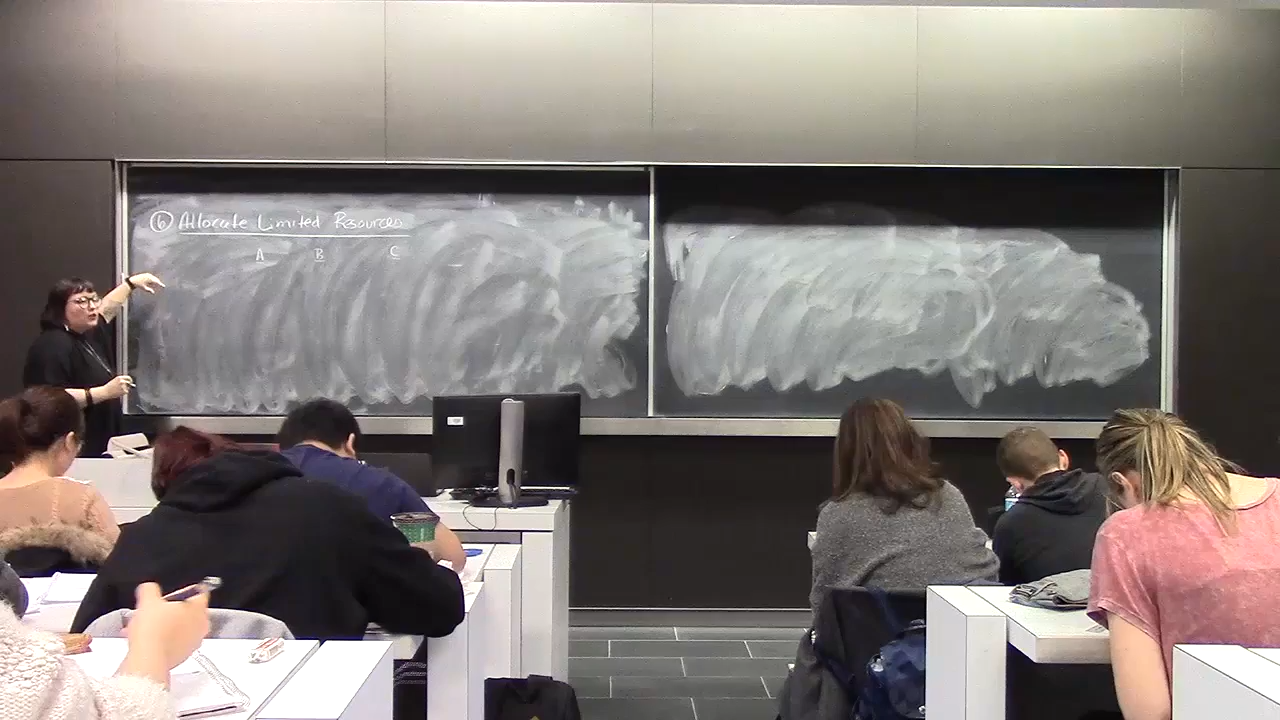 ⑥ Allocate Limited Resources
A B C